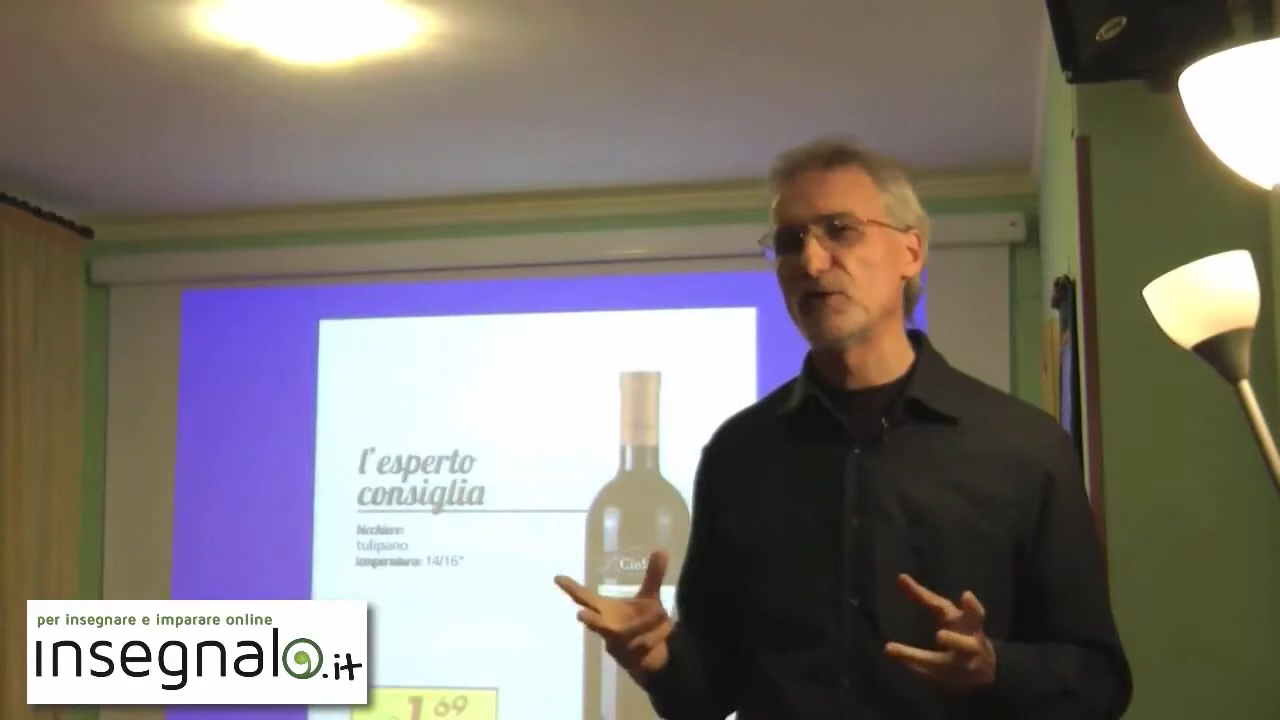 l'esperto
consiglia
bicchiere:
tulipano
temperatura: 14/16°
1 69
per insegnare e imparare online
insegnalo.it